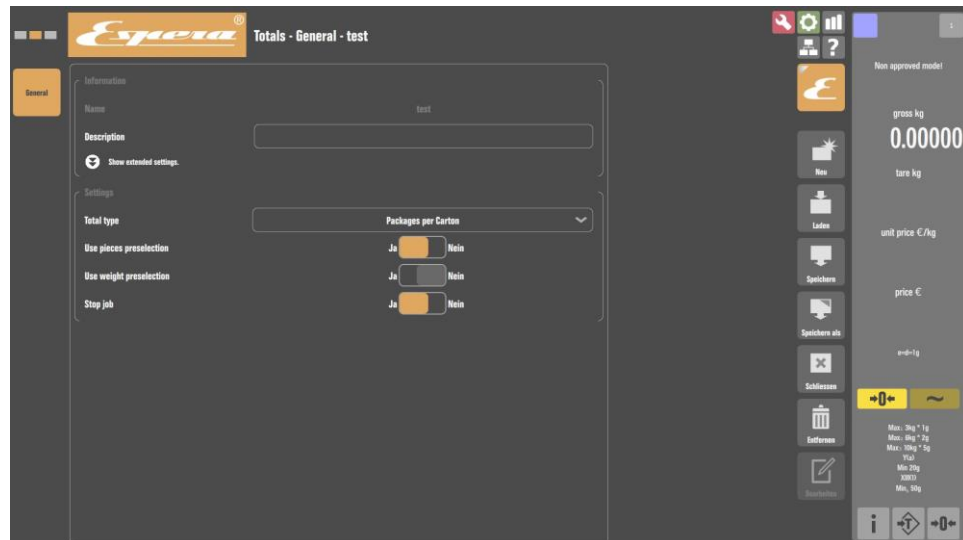 Espera®
Totals - General - test
General
Information
Name
test
Description
Show extended settings.
Settings
Total type
Packages per Carton
Use pieces preselection
Ja
Nein
Use weight preselection
Ja
Nein
Stop job
Ja
Nein
?
E
Neu
Laden
Speichern
Speichern als
Schliessen
Entfernen
Bearbeiten
1
Non approved mode!
gross kg
0.00000
tare kg
unit price €/kg
price €
e=d=1g
→0←
~
Max: 3kg * 1g
Max: 6kg * 2g
Max: 10kg * 5g
Min 20g
Min, 50g
i
→T←
→0←